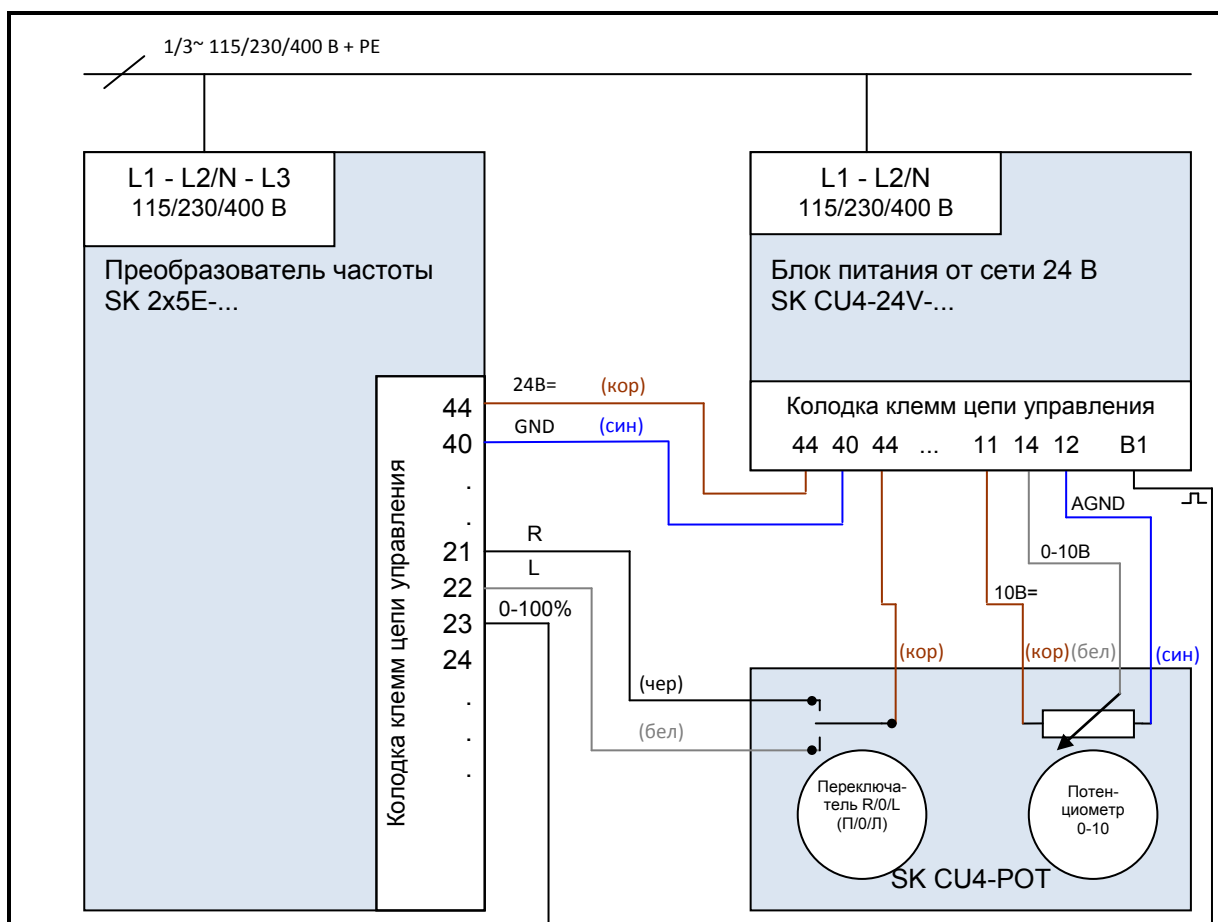 1/3~ 115/230/400 В + PE
L1 - L2/N - L3
115/230/400 В
Преобразователь частоты
SK 2x5E-...
L1 - L2/N
115/230/400 В
Блок питания от сети 24 В
SK CU4-24V-...
Колодка клемм цепи управления
44 40 44 ... 11 14 12 B1
24В= (кор)
GND (син)
44
40
.
.
21
22
23
24
.
.
.
Колодка клемм цепи управления
R
L
0-100%
AGND
0-10В
10В=
(кор)
(кор)
(бел)
(син)
(чер)
(бел)
Переключа-
тель R/0/L
(П/0/Л)
Потен-
циометр
0-10
SK CU4-POT